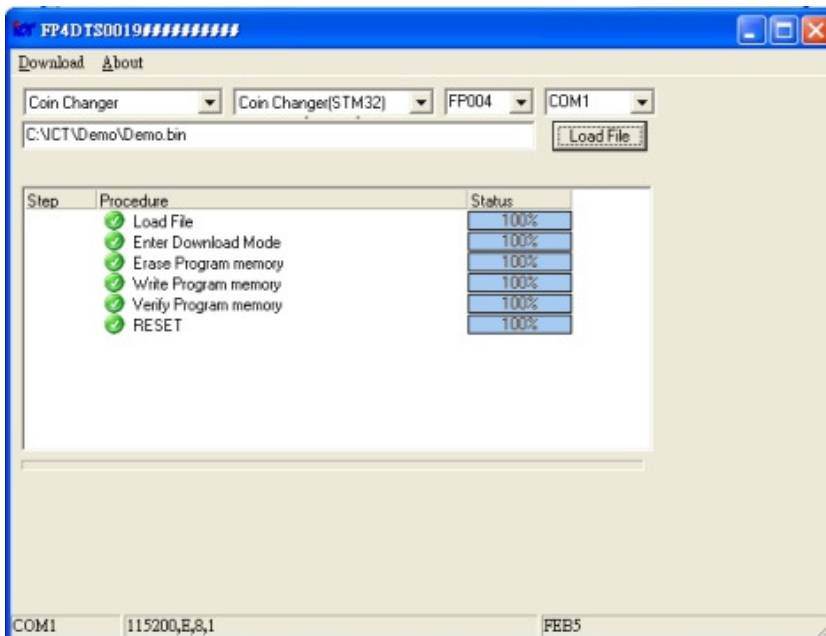 ict FP4DTS0019##########
Download About
Coin Changer Coin Changer(STM32) FP004 COM1
C:\ICT\Demo\Demo.bin Load File
Step Procedure Status
Load File 100%
Enter Download Mode 100%
Erase Program memory 100%
Write Program memory 100%
Verify Program memory 100%
RESET 100%
COM1 115200,E,8,1 FEB5